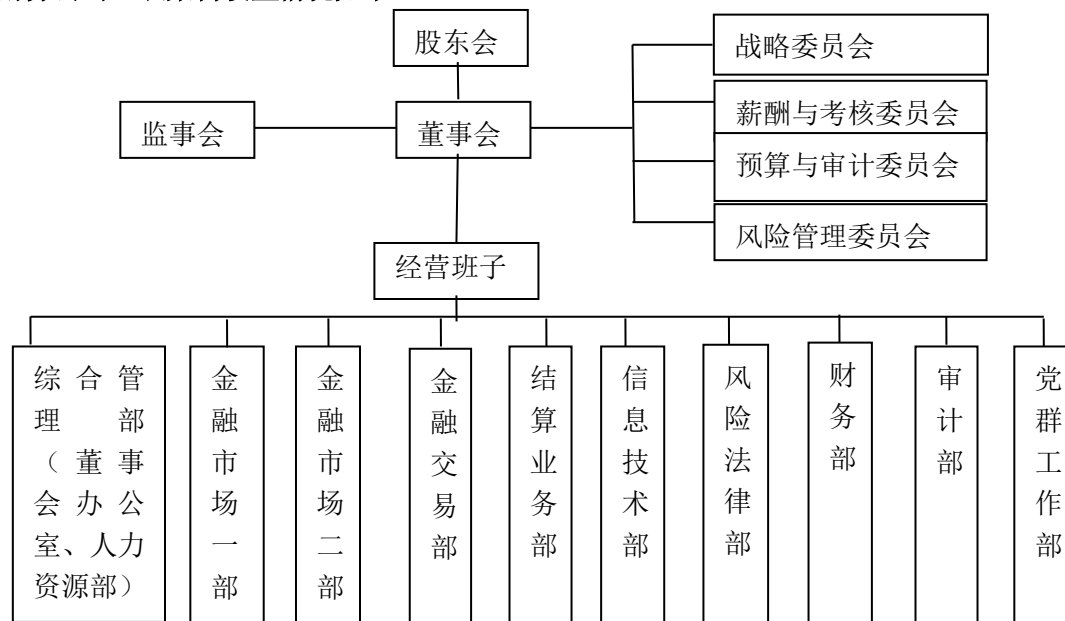 股东会
战略委员会
薪酬与考核委员会
监事会
董事会
预算与审计委员会
风险管理委员会
经营班子
综合管
理部
（董事
会办公
室、人力
资源部）
金融市场一部
金融市场二部
金融交易部
结算业务部
信息技术部
风险法律部
财务部
审计部
党群工作部